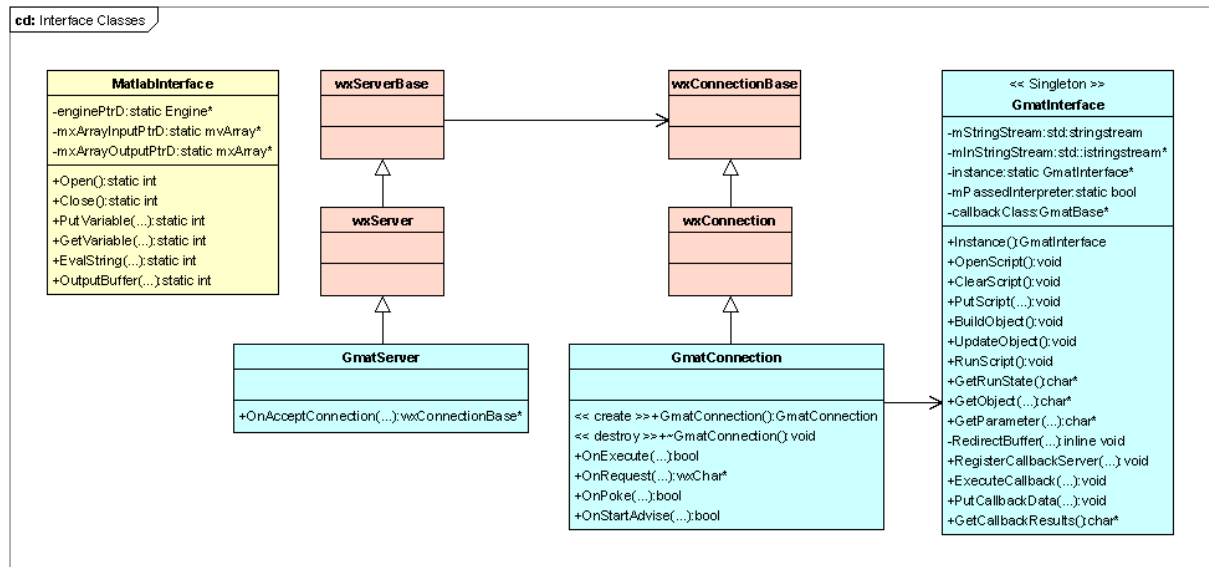 cd: Interface Classes
MatlabInterface
-enginePtrD:static Engine*
-mxArrayInputPtrD:static mvArray*
-mxArrayOutputPtrD:static mxArray*
+Open():static int
+Close():static int
+PutVariable(...):static int
+GetVariable(...):static int
+EvalString(...):static int
+OutputBuffer(...):static int
wxServerBase
wxServer
GmatServer
+OnAcceptConnection(...):wxConnectionBase*
wxConnectionBase
wxConnection
GmatConnection
<< create >>+GmatConnection():GmatConnection
<< destroy >>+~GmatConnection():void
+OnExecute(...):bool
+OnRequest(...):wxChar*
+OnPoke(...):bool
+OnStartAdvise(...):bool
<< Singleton >>
GmatInterface
-mStringStream:std:stringstream
-mInStringStream:std::istringstream*
-instance:static GmatInterface*
-mPassedInterpreter:static bool
-callbackClass:GmatBase*
+Instance():GmatInterface
+OpenScript():void
+ClearScript():void
+PutScript(...):void
+BuildObject():void
+UpdateObject():void
+RunScript():void
+GetRunState():char*
+GetObject(...):char*
+GetParameter(...):char*
-RedirectBuffer(...):inline void
+RegisterCallbackServer(...):void
+ExecuteCallback(...):void
+PutCallbackData(...):void
+GetCallbackResults():char*